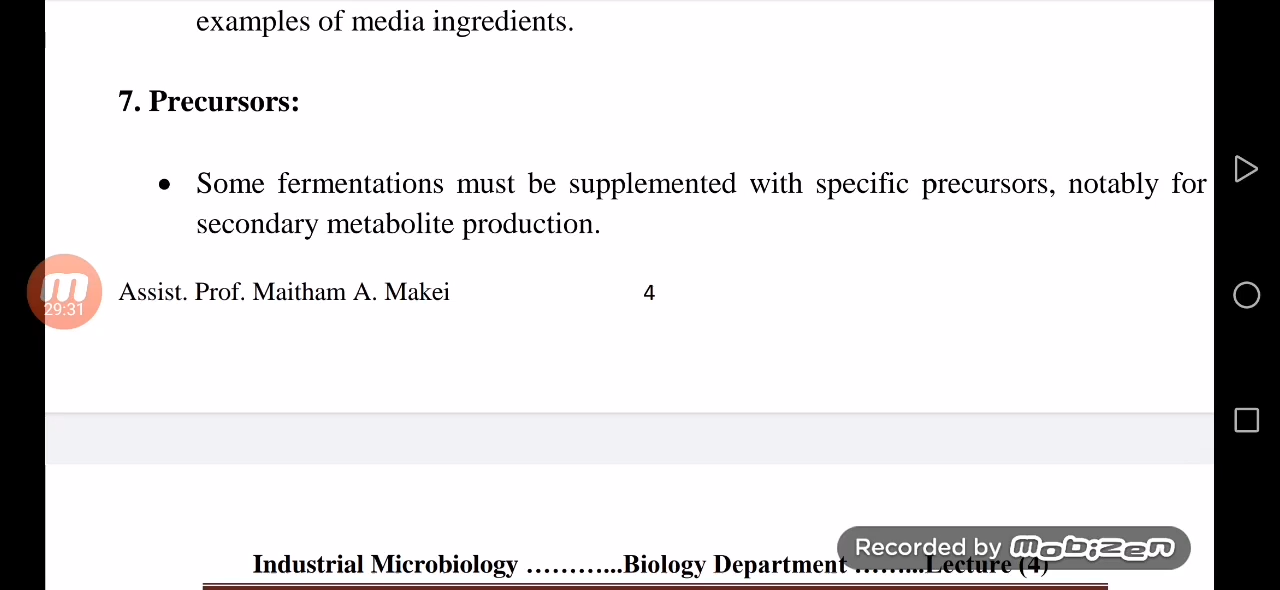 examples of media ingredients.
7. Precursors:
• Some fermentations must be supplemented with specific precursors, notably for
secondary metabolite production.
29:31
Assist. Prof. Maitham A. Makei 4
Recorded by mobizen
Industrial Microbiology ………...Biology Department ……...Lecture (4)